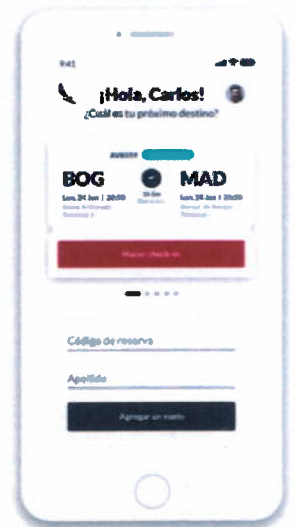 9:41
¡Hola, Carlos!
¿Cuál es tu próximo destino?
BOG
MAD
Lun. 24 Jun | 20:00
Lun. 24 Jun | 20:00
Hacer check-in
Código de reserva
Apellido
Agregar un vuelo